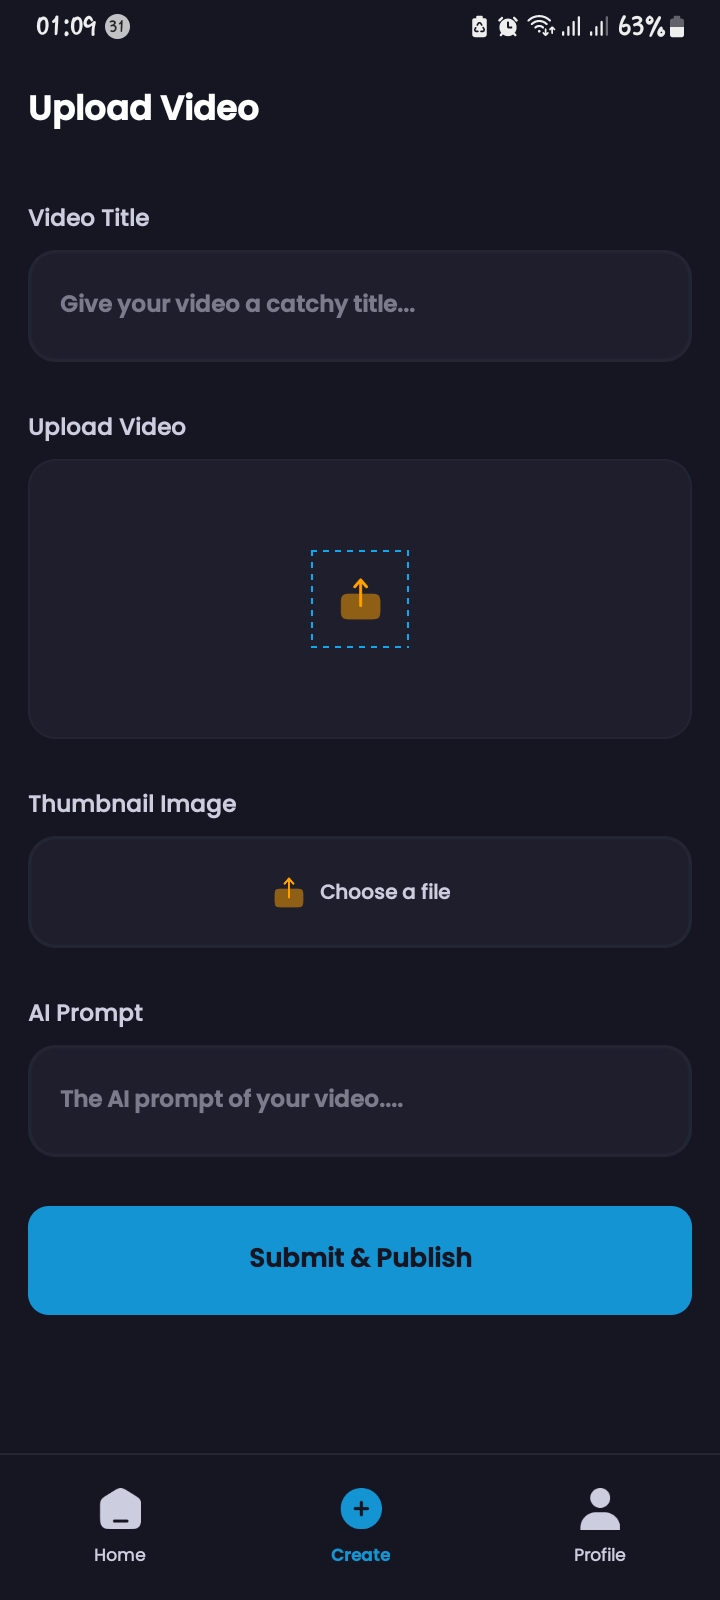 01:09 31 63%
Upload Video
Video Title
Give your video a catchy title...
Upload Video
Thumbnail Image
Choose a file
AI Prompt
The AI prompt of your video....
Submit & Publish
Home Create Profile